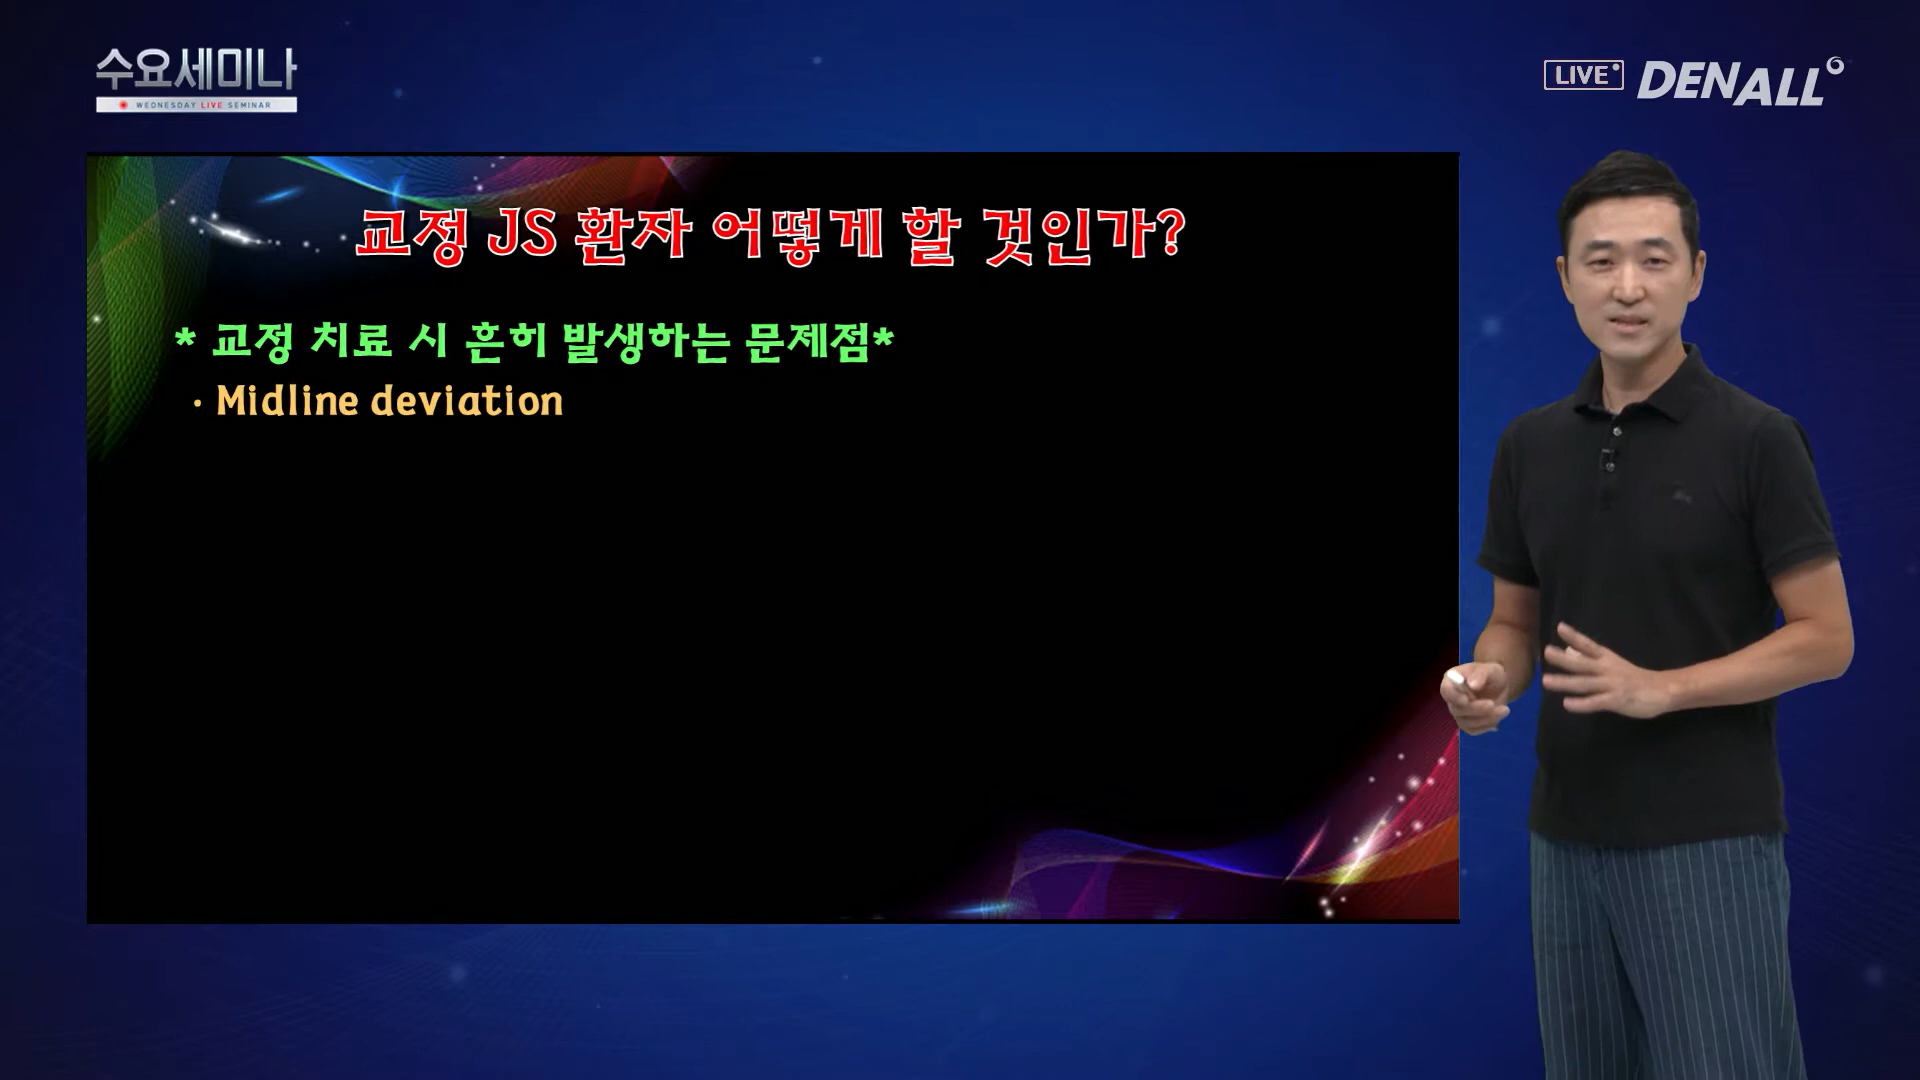 수요세미나
WEDNESDAY LIVE SEMINAR
LIVE DENALL
교정 JS 환자 어떻게 할 것인가?
* 교정 치료 시 흔히 발생하는 문제점*
· Midline deviation